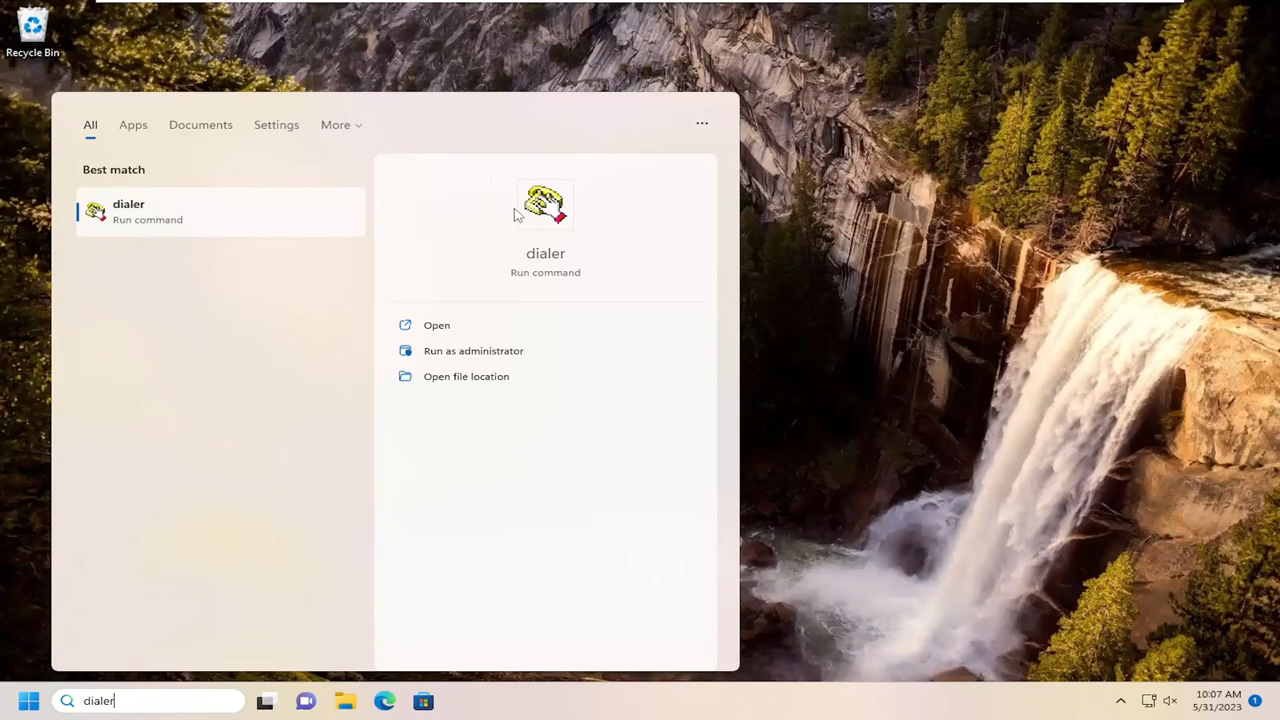 Recycle Bin
All
Apps
Documents
Settings
More
...
Best match
dialer
Run command
dialer
Run command
Open
Run as administrator
Open file location
dialer
10:07 AM
5/31/2023
1